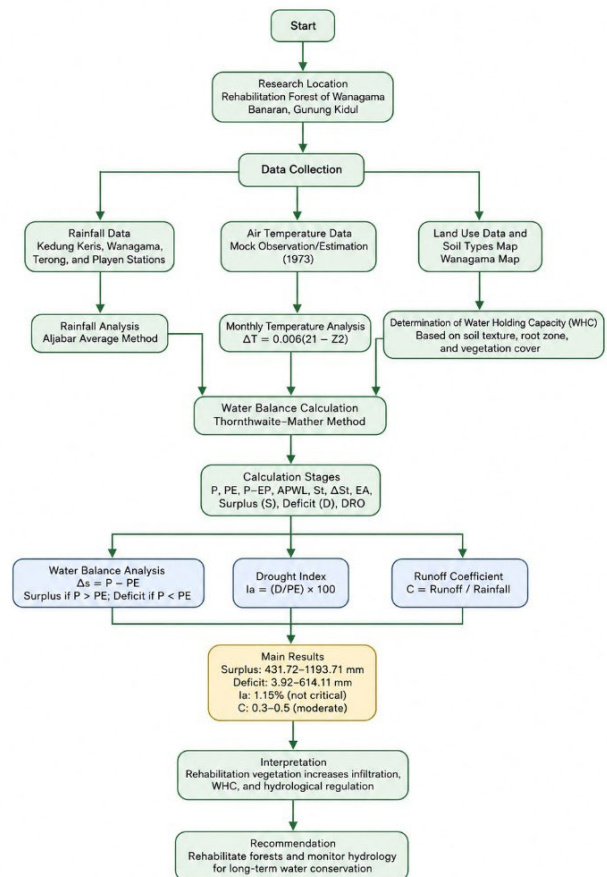 Start
Research Location
Rehabilitation Forest of Wanagama
Banaran, Gunung Kidul
Data Collection
Rainfall Data
Kedung Keris, Wanagama,
Terong, and Playen Stations
Air Temperature Data
Mock Observation/Estimation
(1973)
Land Use Data and
Soil Types Map
Wanagama Map
Rainfall Analysis
Aljabar Average Method
Monthly Temperature Analysis
ΔT = 0.006(21 − Z2)
Determination of Water Holding Capacity (WHC)
Based on soil texture, root zone,
and vegetation cover
Water Balance Calculation
Thornthwaite–Mather Method
Calculation Stages
P, PE, P−EP, APWL, St, ΔSt, EA,
Surplus (S), Deficit (D), DRO
Water Balance Analysis
Δs = P − PE
Surplus if P > PE; Deficit if P < PE
Drought Index
Ia = (D/PE) × 100
Runoff Coefficient
C = Runoff / Rainfall
Main Results
Surplus: 431.72–1193.71 mm
Deficit: 3.92–614.11 mm
Ia: 1.15% (not critical)
C: 0.3–0.5 (moderate)
Interpretation
Rehabilitation vegetation increases infiltration,
WHC, and hydrological regulation
Recommendation
Rehabilitate forests and monitor hydrology
for long-term water conservation